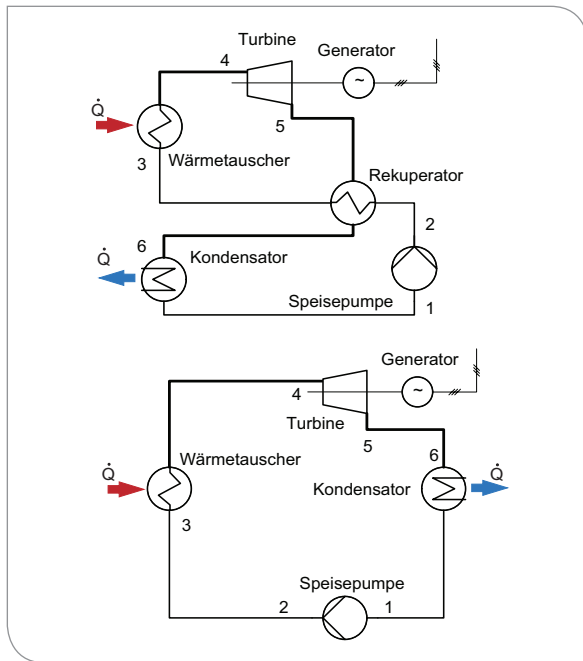 Turbine
Generator
4
~
Q̇
5
3
Wärmetauscher
Rekuperator
2
6
Kondensator
Q̇
Speisepumpe
1
Generator
4
~
Turbine
5
6
Wärmetauscher
Q̇
Kondensator
Q̇
3
Speisepumpe
2
1